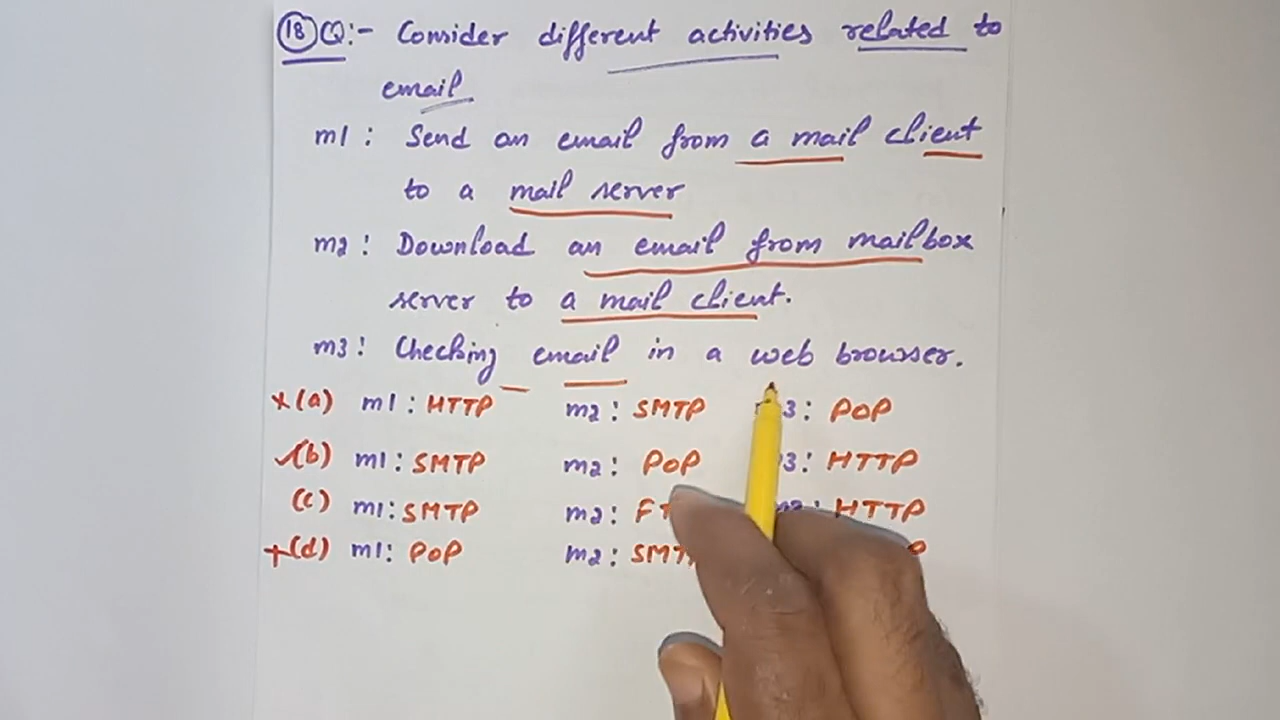 18 Q:- Consider different activities related to
email
m1 : Send an email from a mail client
to a mail server
m2 : Download an email from mailbox
server to a mail client.
m3 : Checking email in a web browser.
x (a) m1 : HTTP m2 : SMTP 3 : POP
✓ (b) m1 : SMTP m2 : POP 3 : HTTP
(c) m1: SMTP m2 : HTTP
x (d) m1: POP m2 :